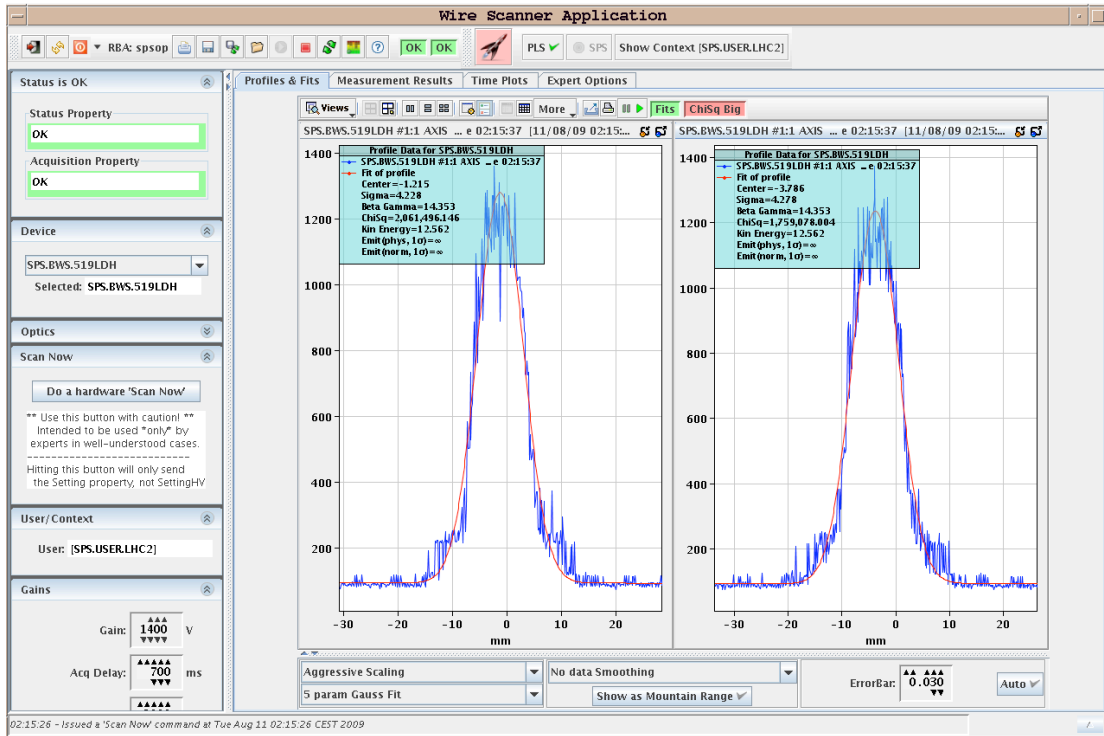 Wire Scanner Application
RBA: spsop
OK OK
PLS
SPS
Show Context [SPS.USER.LHC2]
Status is OK
Status Property
OK
Acquisition Property
OK
Device
SPS.BWS.519LDH
Selected: SPS.BWS.519LDH
Optics
Scan Now
Do a hardware 'Scan Now'
** Use this button with caution! **
Intended to be used *only* by
experts in well-understood cases.
----------------------------
Hitting this button will only send
the Setting property, not SettingHV
User/Context
User: [SPS.USER.LHC2]
Gains
Gain: 1400 V
Acq Delay: 700 ms
Profiles & Fits
Measurement Results
Time Plots
Expert Options
Views
More
Fits
ChiSq Big
SPS.BWS.519LDH #1:1 AXIS ... e 02:15:37 [11/08/09 02:15:...
Profile Data for SPS.BWS.519LDH
SPS.BWS.519LDH #1:1 AXIS ... e 02:15:37
Fit of profile
Center=-1.215
Sigma=4.228
Beta Gamma=14.353
ChiSq=2,061,496.146
Kin Energy=12.562
Emit(phys, 1σ)=∞
Emit(norm, 1σ)=∞
1400
1200
1000
800
600
400
200
-30 -20 -10 0 10 20
mm
SPS.BWS.519LDH #1:1 AXIS ... e 02:15:37 [11/08/09 02:15:...
Profile Data for SPS.BWS.519LDH
SPS.BWS.519LDH #1:1 AXIS ... e 02:15:37
Fit of profile
Center=-3.786
Sigma=4.278
Beta Gamma=14.353
ChiSq=1,759,078.004
Kin Energy=12.562
Emit(phys, 1σ)=∞
Emit(norm, 1σ)=∞
1400
1200
1000
800
600
400
200
-30 -20 -10 0 10 20
mm
Aggressive Scaling
5 param Gauss Fit
No data Smoothing
Show as Mountain Range
ErrorBar: 0.030
Auto
02:15:26 - Issued a 'Scan Now' command at Tue Aug 11 02:15:26 CEST 2009